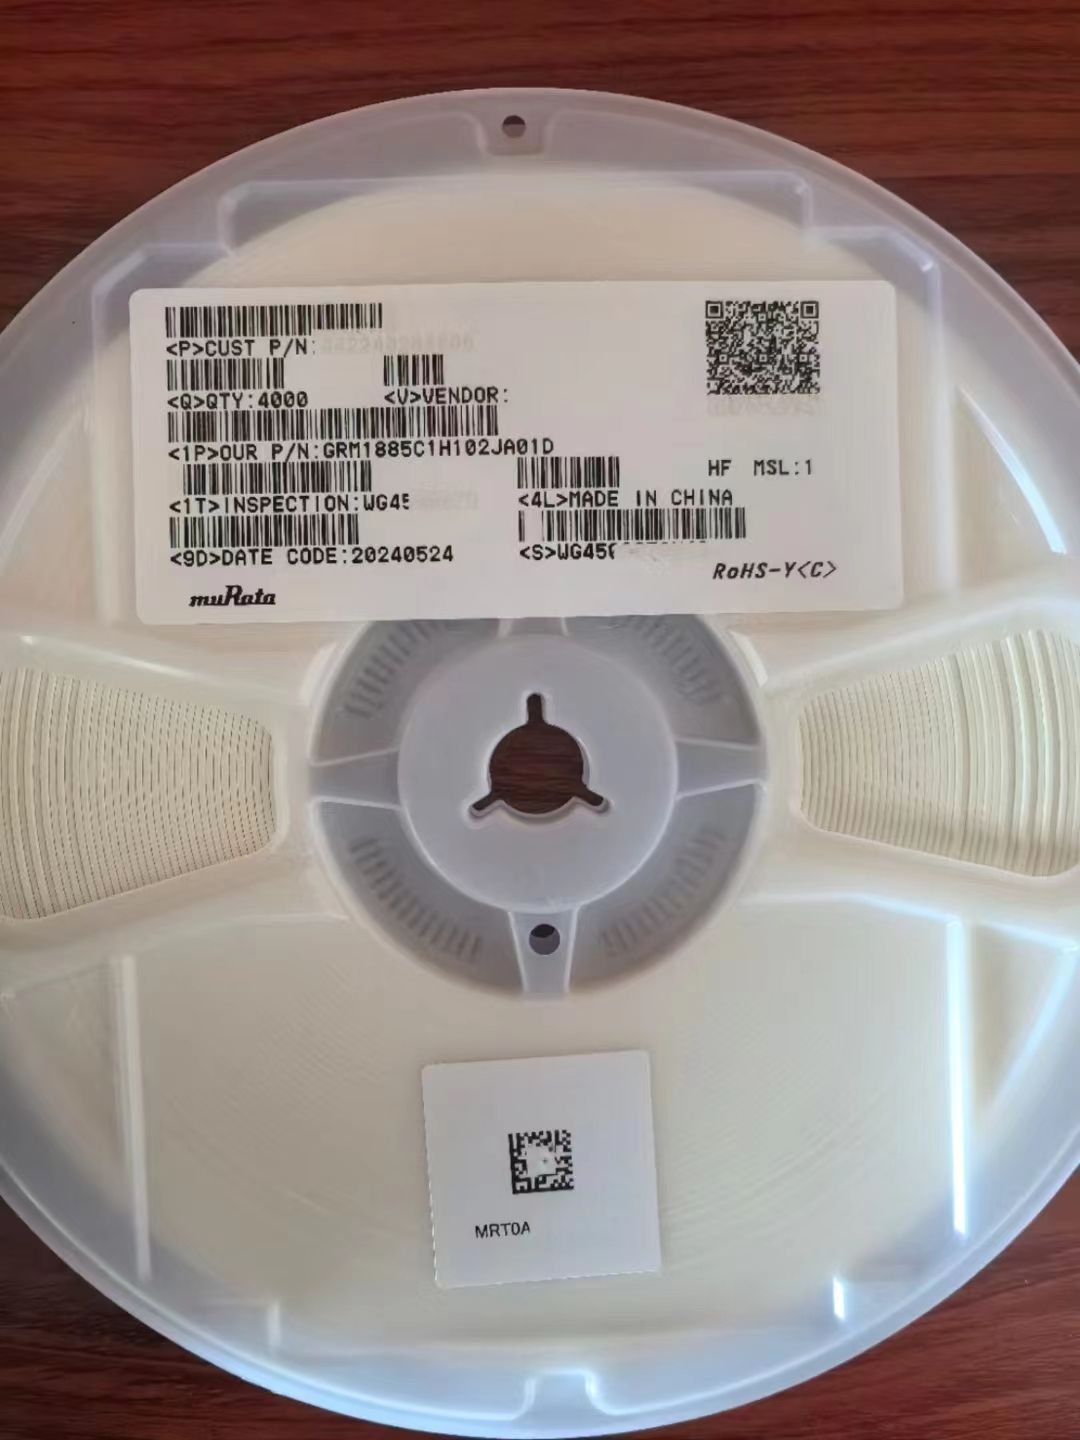 <P>CUST P/N:
<Q>QTY:4000 <V>VENDOR:
<1P>OUR P/N:GRM1885C1H102JA01D
HF MSL:1
<1T>INSPECTION:WG45 <4L>MADE IN CHINA
<9D>DATE CODE:20240524 <S>WG45
RoHS-Y<C>
muRata
MRT0A